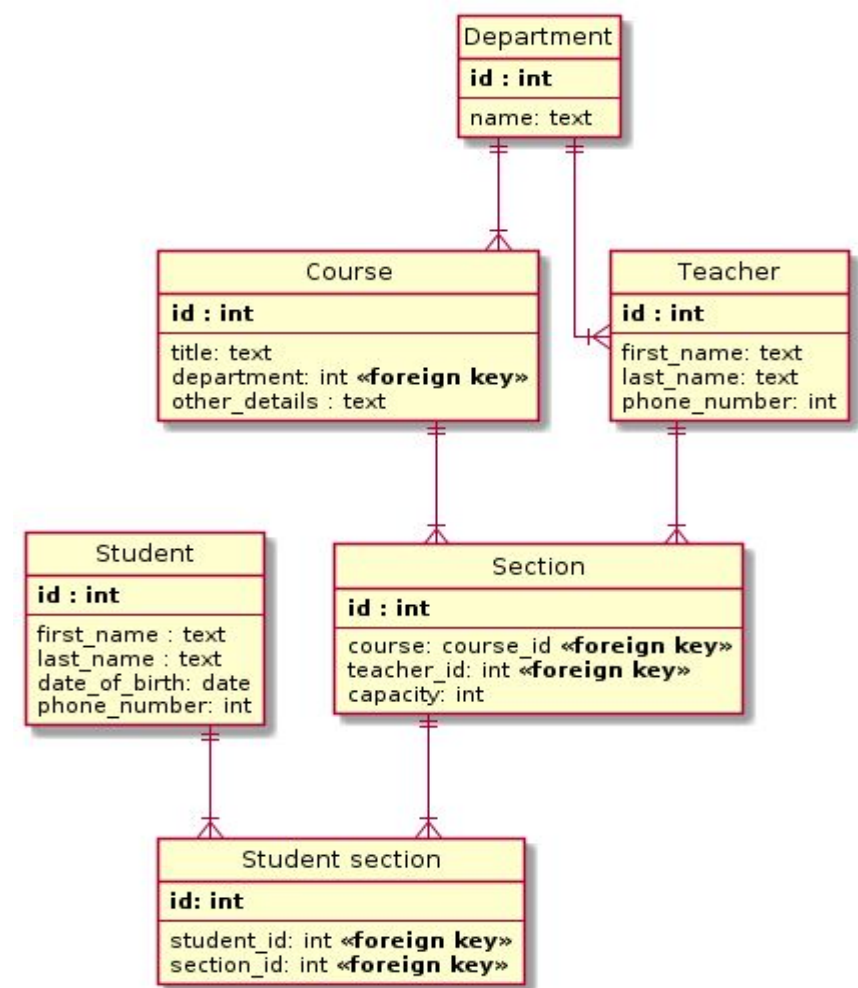 Department
id : int
name: text
Course
id : int
title: text
department: int «foreign key»
other_details : text
Teacher
id : int
first_name: text
last_name: text
phone_number: int
Student
id : int
first_name : text
last_name : text
date_of_birth: date
phone_number: int
Section
id : int
course: course_id «foreign key»
teacher_id: int «foreign key»
capacity: int
Student section
id: int
student_id: int «foreign key»
section_id: int «foreign key»